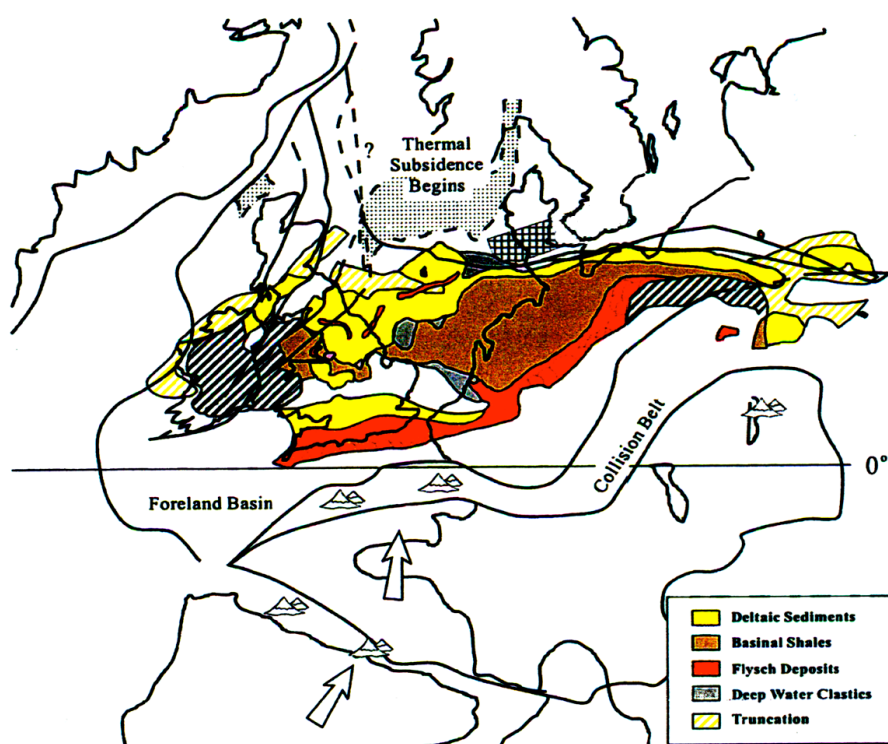 ?
Thermal
Subsidence
Begins
Collision Belt
0°
Foreland Basin
Deltaic Sediments
Basinal Shales
Flysch Deposits
Deep Water Clastics
Truncation